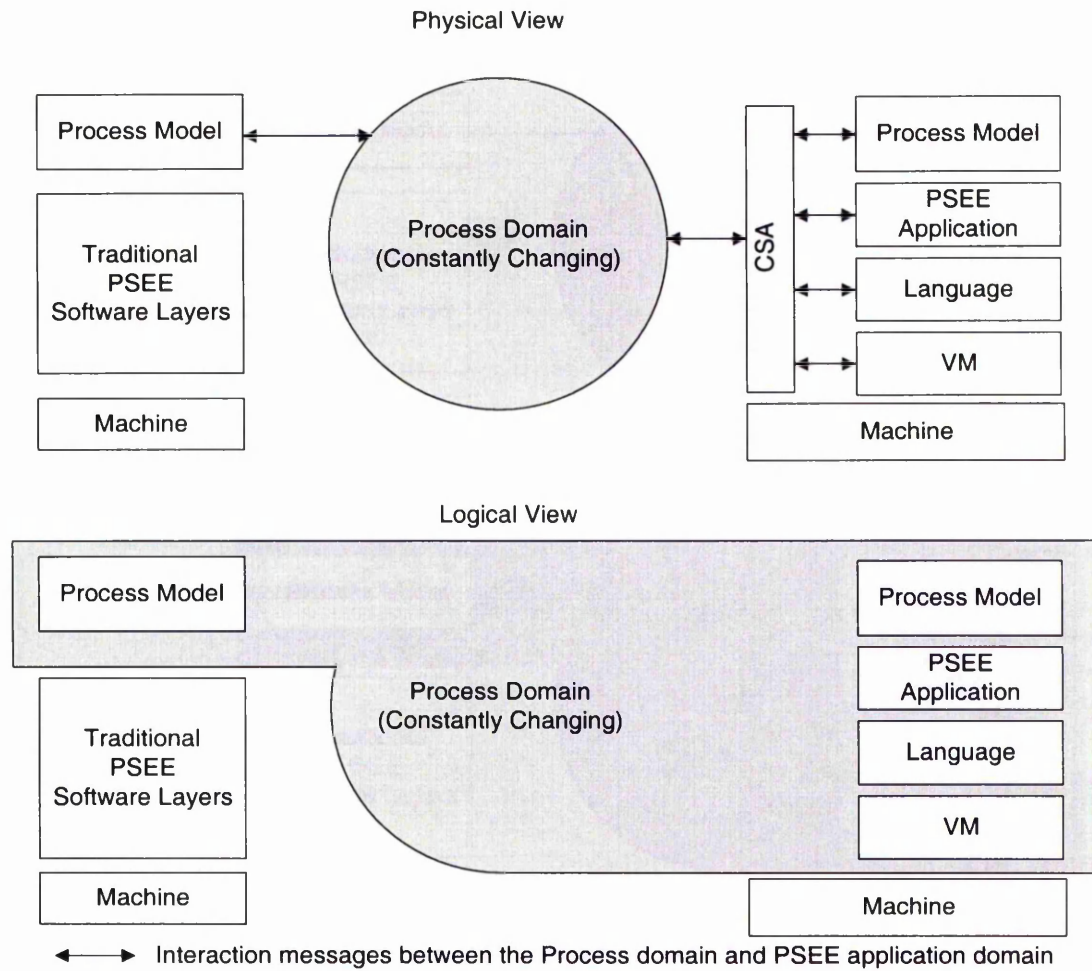 Physical View
Process Model
Traditional
PSEE
Software Layers
Machine
Process Domain
(Constantly Changing)
CSA
Process Model
PSEE
Application
Language
VM
Machine
Logical View
Process Model
Traditional
PSEE
Software Layers
Machine
Process Domain
(Constantly Changing)
Process Model
PSEE
Application
Language
VM
Machine
Interaction messages between the Process domain and PSEE application domain